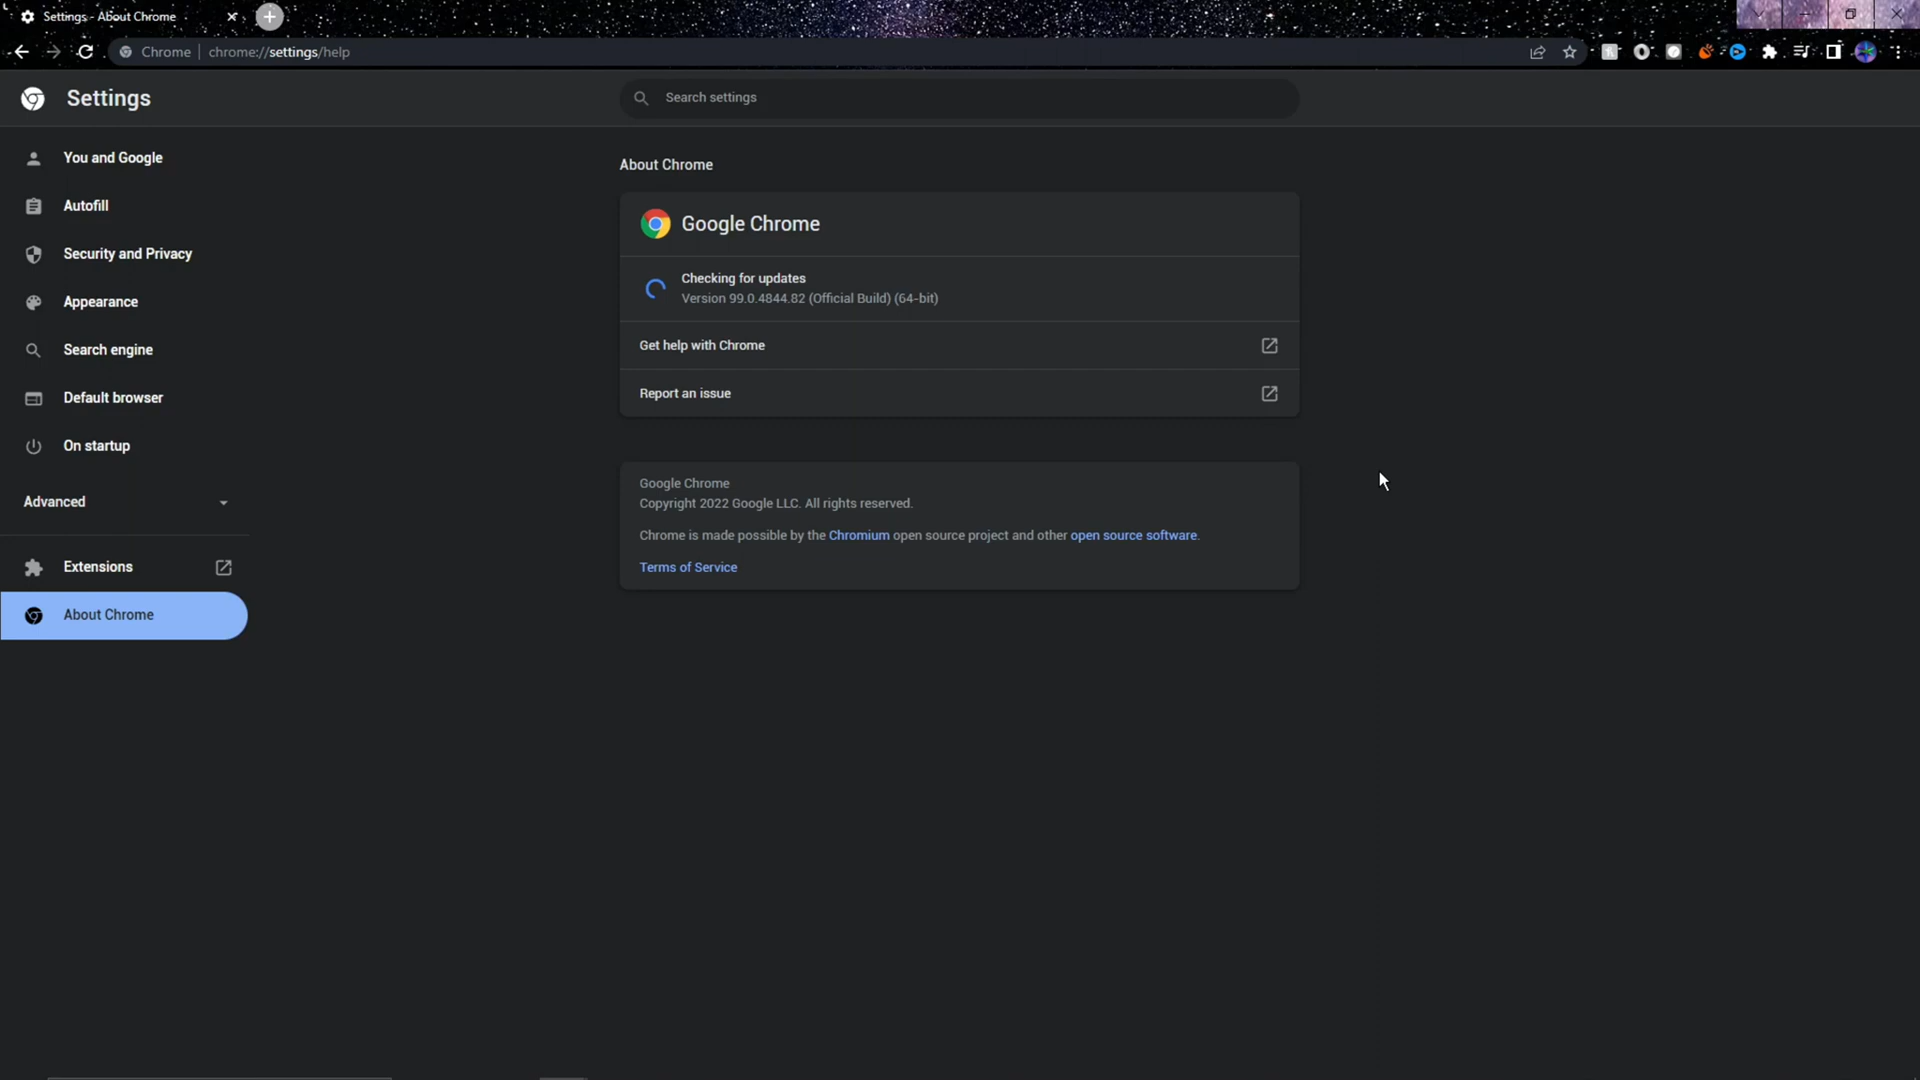 Settings - About Chrome
Chrome | chrome://settings/help
Settings
Search settings
You and Google
Autofill
Security and Privacy
Appearance
Search engine
Default browser
On startup
Advanced
Extensions
About Chrome
About Chrome
Google Chrome
Checking for updates
Version 99.0.4844.82 (Official Build) (64-bit)
Get help with Chrome
Report an issue
Google Chrome
Copyright 2022 Google LLC. All rights reserved.
Chrome is made possible by the Chromium open source project and other open source software.
Terms of Service